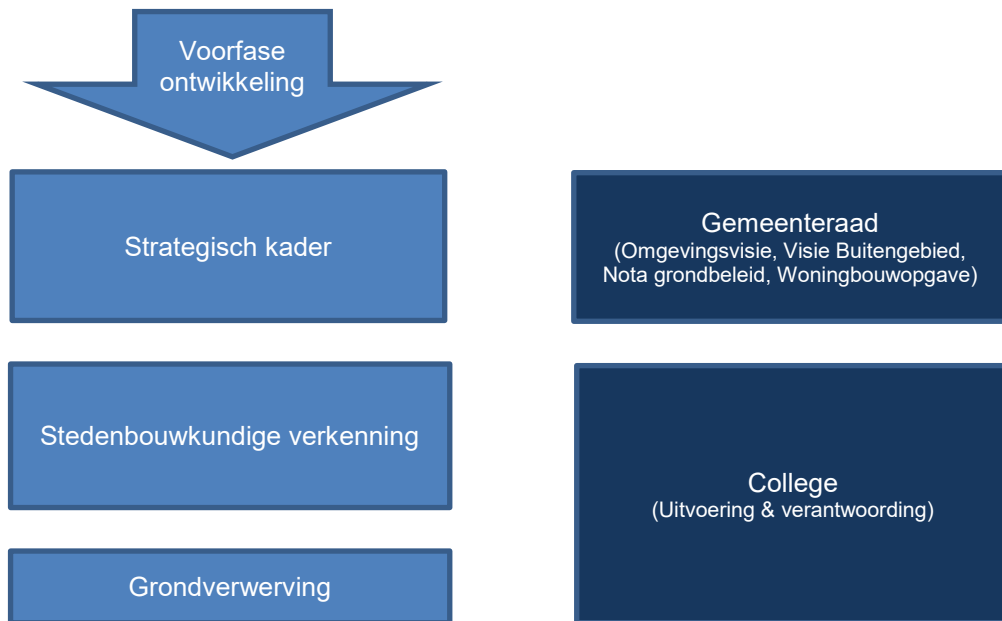 Voorfase
ontwikkeling
Strategisch kader
Gemeenteraad
(Omgevingsvisie, Visie Buitengebied,
Nota grondbeleid, Woningbouwopgave)
Stedenbouwkundige verkenning
College
(Uitvoering & verantwoording)
Grondverwerving